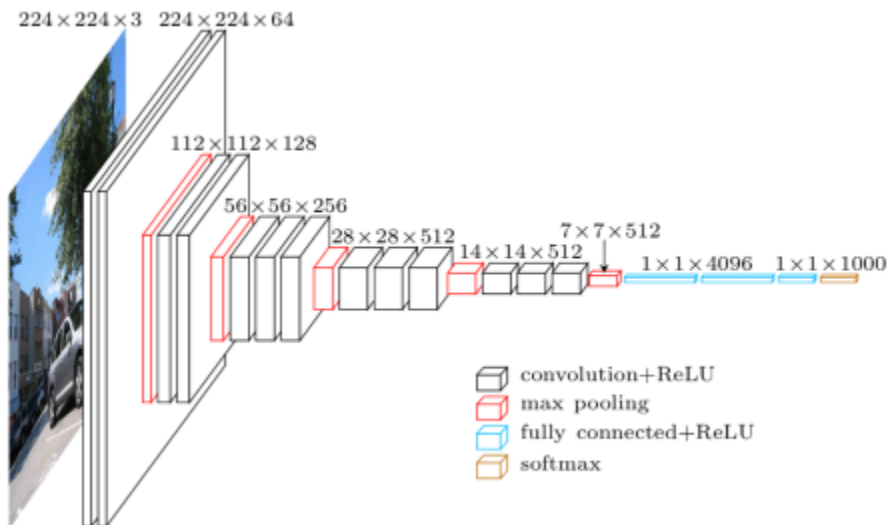 224×224×3
224×224×64
112×112×128
56×56×256
28×28×512
14×14×512
7×7×512
1×1×4096
1×1×1000
convolution+ReLU
max pooling
fully connected+ReLU
softmax